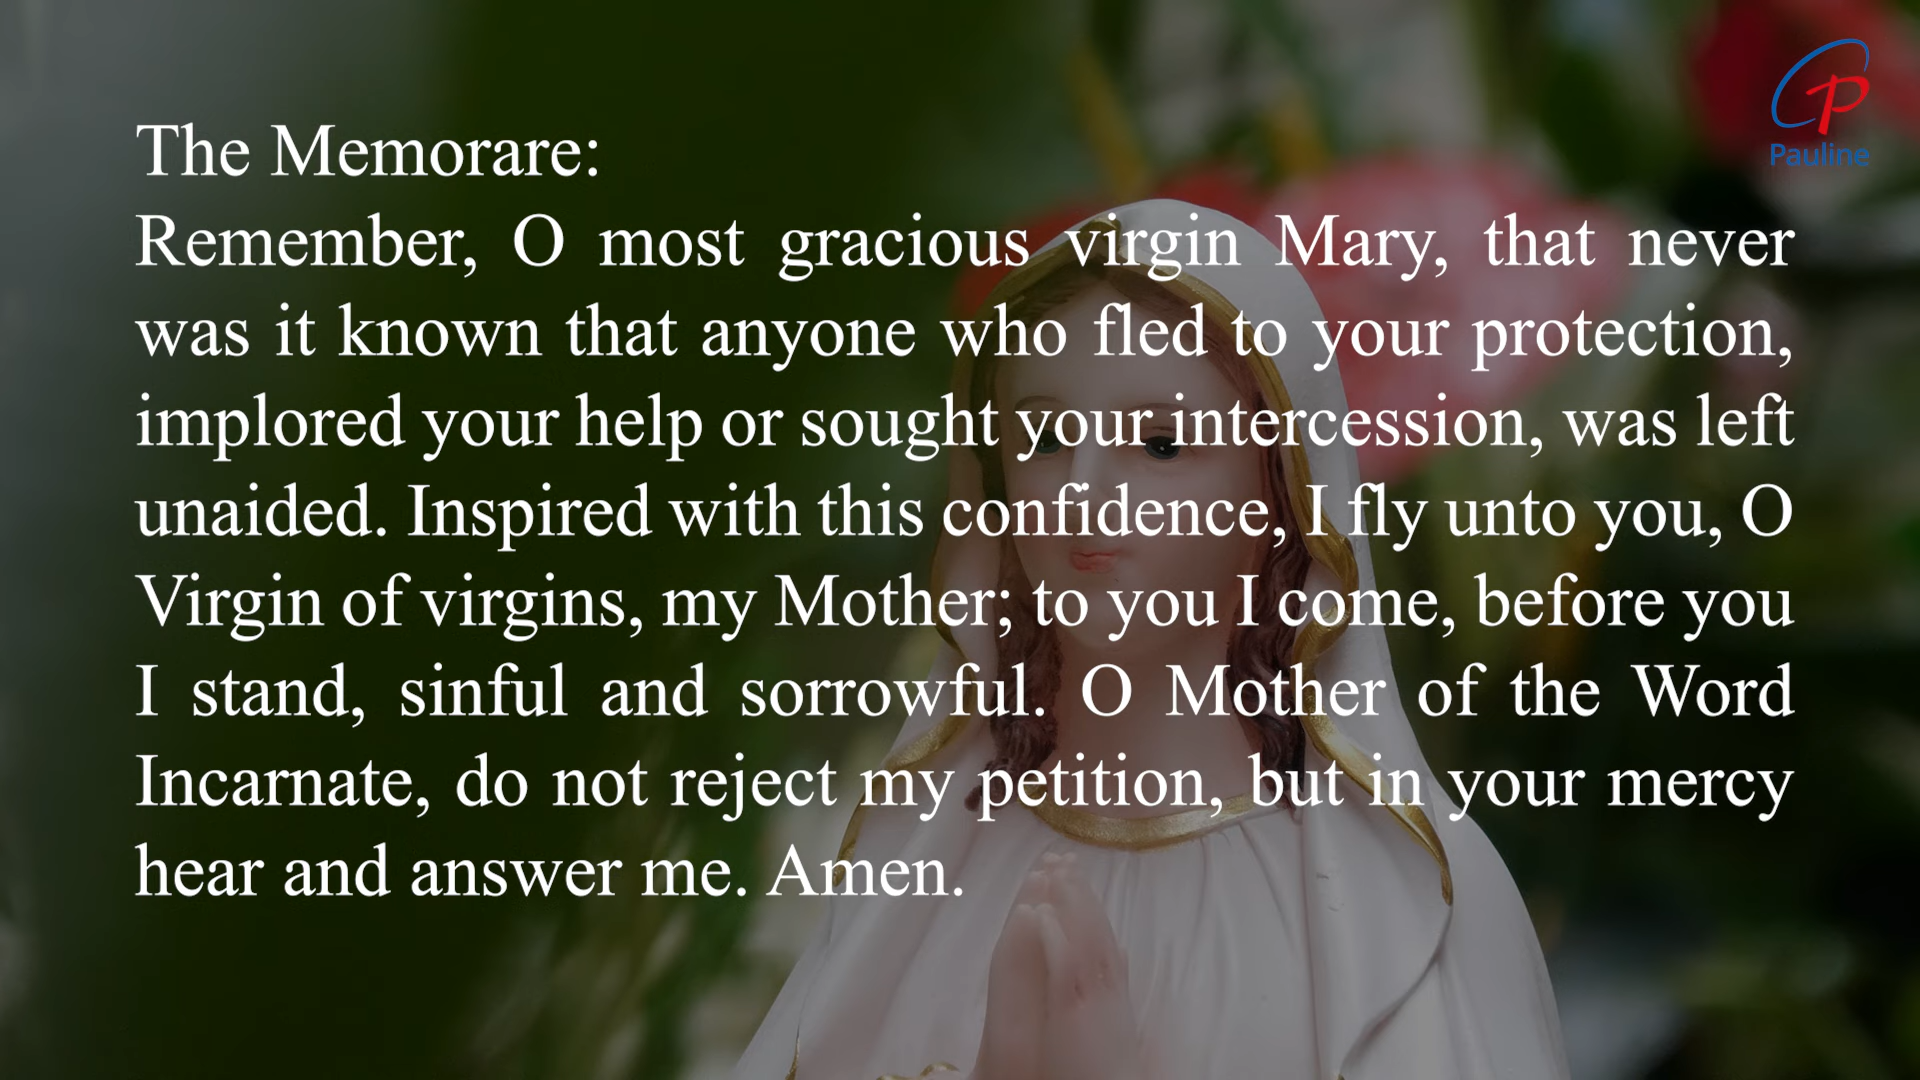 The Memorare:
Remember, O most gracious virgin Mary, that never
was it known that anyone who fled to your protection,
implored your help or sought your intercession, was left
unaided. Inspired with this confidence, I fly unto you, O
Virgin of virgins, my Mother; to you I come, before you
I stand, sinful and sorrowful. O Mother of the Word
Incarnate, do not reject my petition, but in your mercy
hear and answer me. Amen.
Pauline